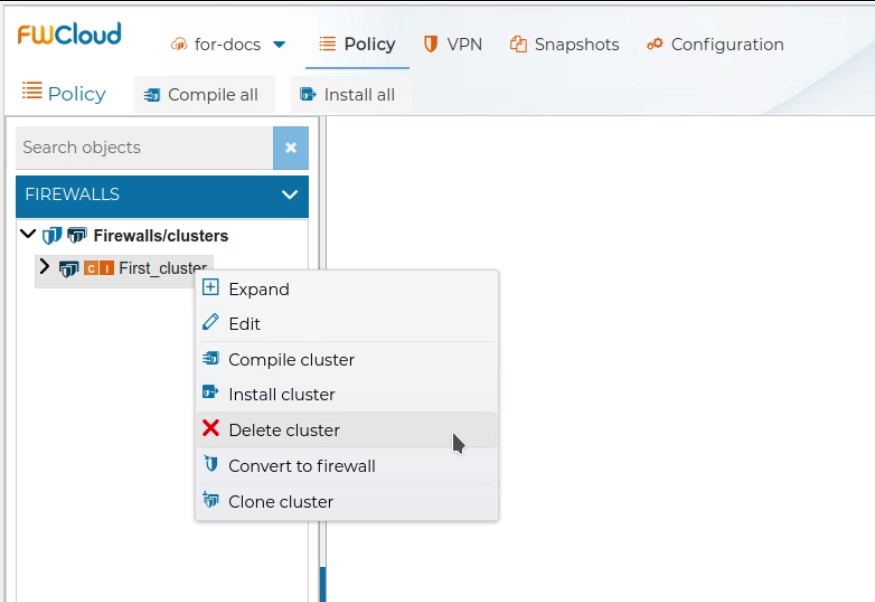 FWCloud
for-docs
Policy
VPN
Snapshots
Configuration
Policy
Compile all
Install all
Search objects
FIREWALLS
Firewalls/clusters
C I First_cluster
Expand
Edit
Compile cluster
Install cluster
Delete cluster
Convert to firewall
Clone cluster